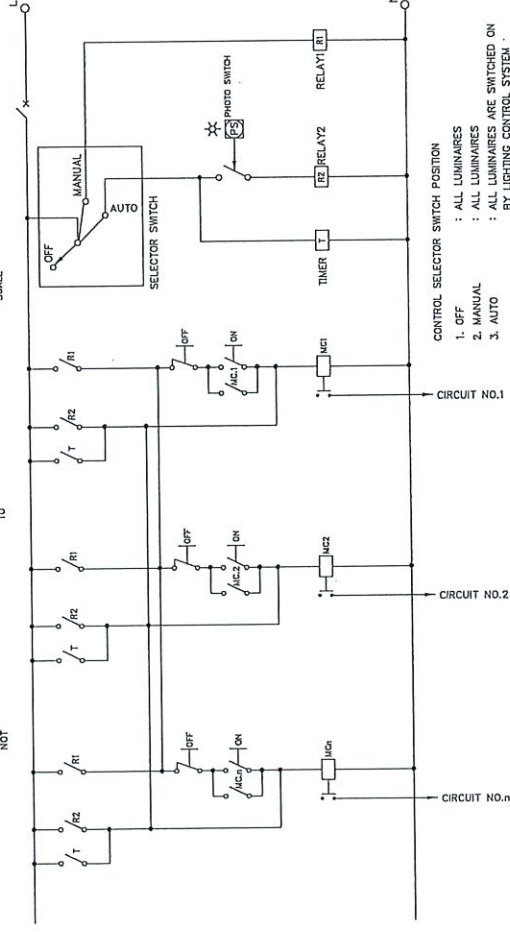 L
MANUAL
OFF
AUTO
SELECTOR SWITCH
PHOTO SWITCH
PS
RELAY1
R1
RELAY2
R2
TIMER
T
N
NOT TO SCALE
T
R2
R1
OFF
ON
MC.n
MCn
CIRCUIT NO.n
T
R2
R1
OFF
ON
MC.2
MC2
CIRCUIT NO.2
T
R2
R1
OFF
ON
MC.1
MC1
CIRCUIT NO.1
CONTROL SELECTOR SWITCH POSITION
1. OFF : ALL LUMINAIRES
2. MANUAL : ALL LUMINAIRES
3. AUTO : ALL LUMINAIRES ARE SWITCHED ON
BY LIGHTING CONTROL SYSTEM .